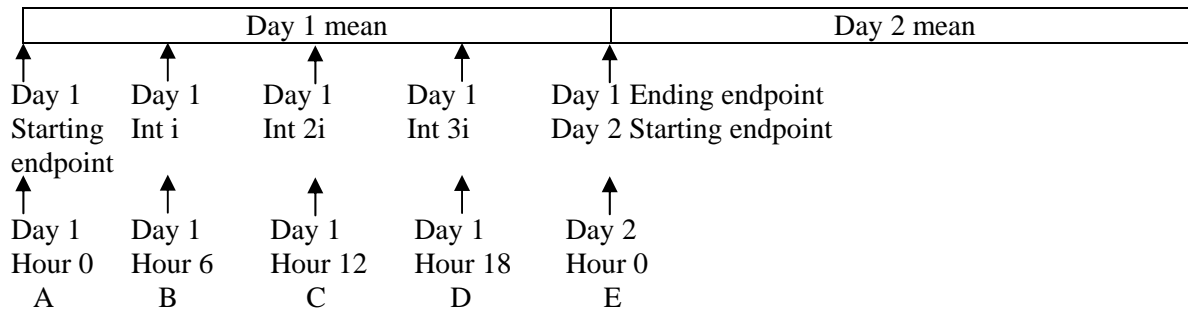 Day 1 mean Day 2 mean
Day 1 Day 1 Day 1 Day 1 Day 1 Ending endpoint
Starting Int i Int 2i Int 3i Day 2 Starting endpoint
endpoint
Day 1 Day 1 Day 1 Day 1 Day 2
Hour 0 Hour 6 Hour 12 Hour 18 Hour 0
A B C D E